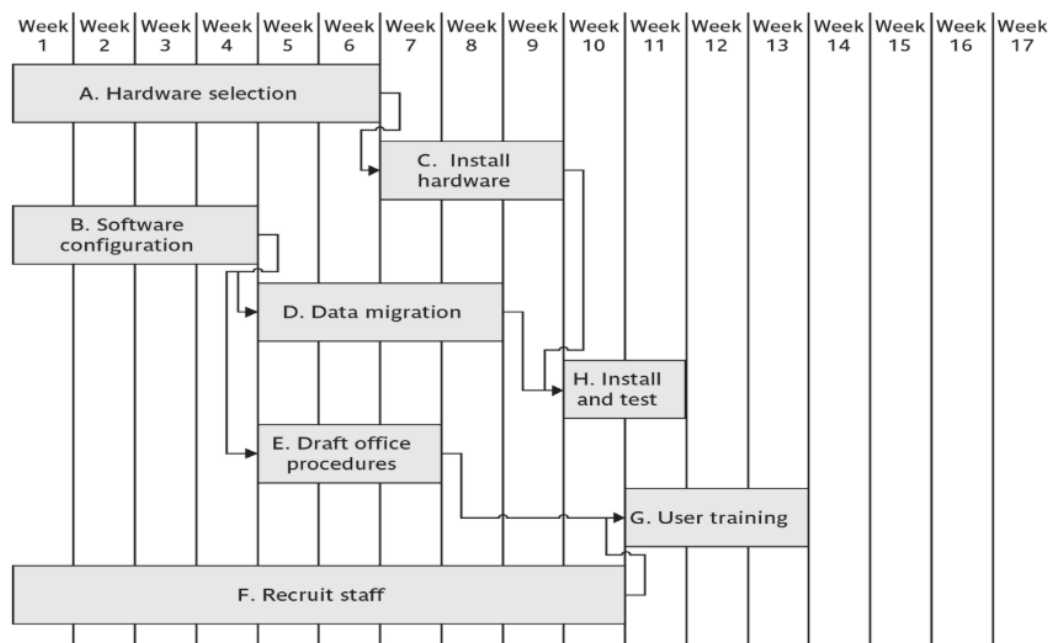 Week Week Week Week Week Week Week Week Week Week Week Week Week Week Week Week Week
1 2 3 4 5 6 7 8 9 10 11 12 13 14 15 16 17
A. Hardware selection
C. Install
hardware
B. Software
configuration
D. Data migration
H. Install
and test
E. Draft office
procedures
G. User training
F. Recruit staff